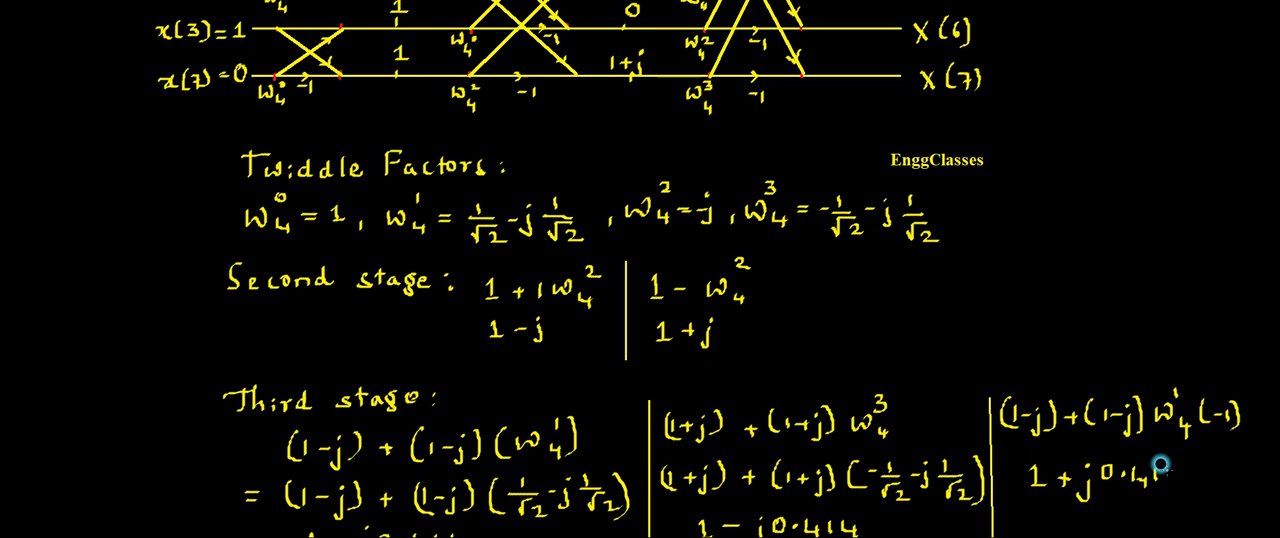 w4 1 0 w4
x(3)=1 1 w4^0 -1 w4^2 -1 X(6)
x(7)=0 w4^0 -1 w4^2 -1 1+j w4^3 -1 X(7)
EnggClasses
Twiddle Factors:
w4^0 = 1, w4^1 = 1/√2 - j 1/√2, w4^2 = -j, w4^3 = -1/√2 - j 1/√2
Second stage: 1 + 1w4^2 | 1 - w4^2
1-j | 1+j
Third stage:
(1-j) + (1-j)(w4^1) | (1+j) + (1+j) w4^3 | (1-j)+(1-j) w4^1 (-1)
= (1-j) + (1-j)(1/√2 - j 1/√2) | (1+j) + (1+j)(-1/√2 - j 1/√2) | 1 + j0.41
1 - j0.414